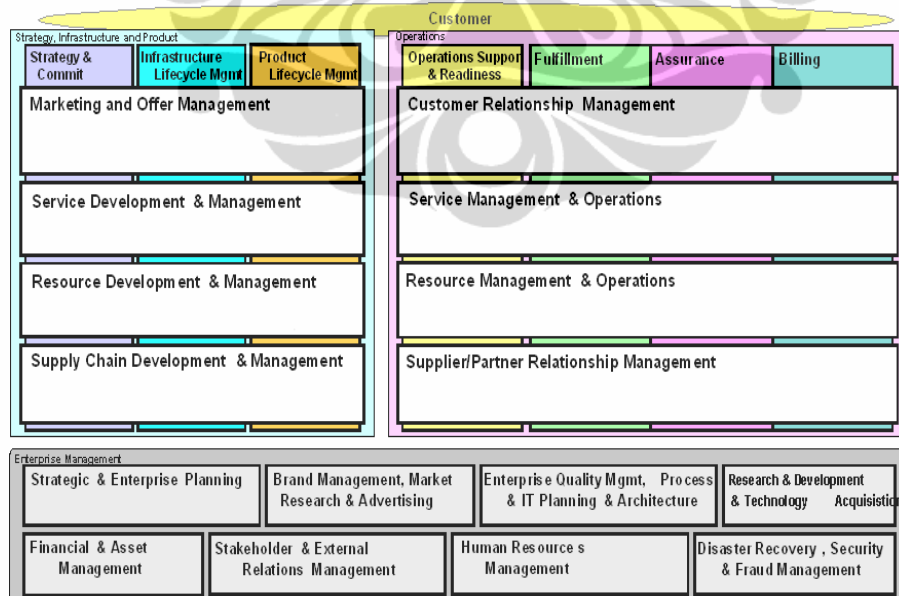 Customer
Strategy, Infrastructure and Product
Operations
Strategy &
Commit
Infrastructure
Lifecycle Mgmt
Product
Lifecycle Mgmt
Operations Suppor
& Readiness
Fulfillment
Assurance
Billing
Marketing and Offer Management
Customer Relationship Management
Service Development & Management
Service Management & Operations
Resource Development & Management
Resource Management & Operations
Supply Chain Development & Management
Supplier/Partner Relationship Management
Enterprise Management
Strategic & Enterprise Planning
Brand Management, Market
Research & Advertising
Enterprise Quality Mgmt, Process
& IT Planning & Architecture
Research & Development
& Technology Acquisistion
Financial & Asset
Management
Stakeholder & External
Relations Management
Human Resource s
Management
Disaster Recovery , Security
& Fraud Management